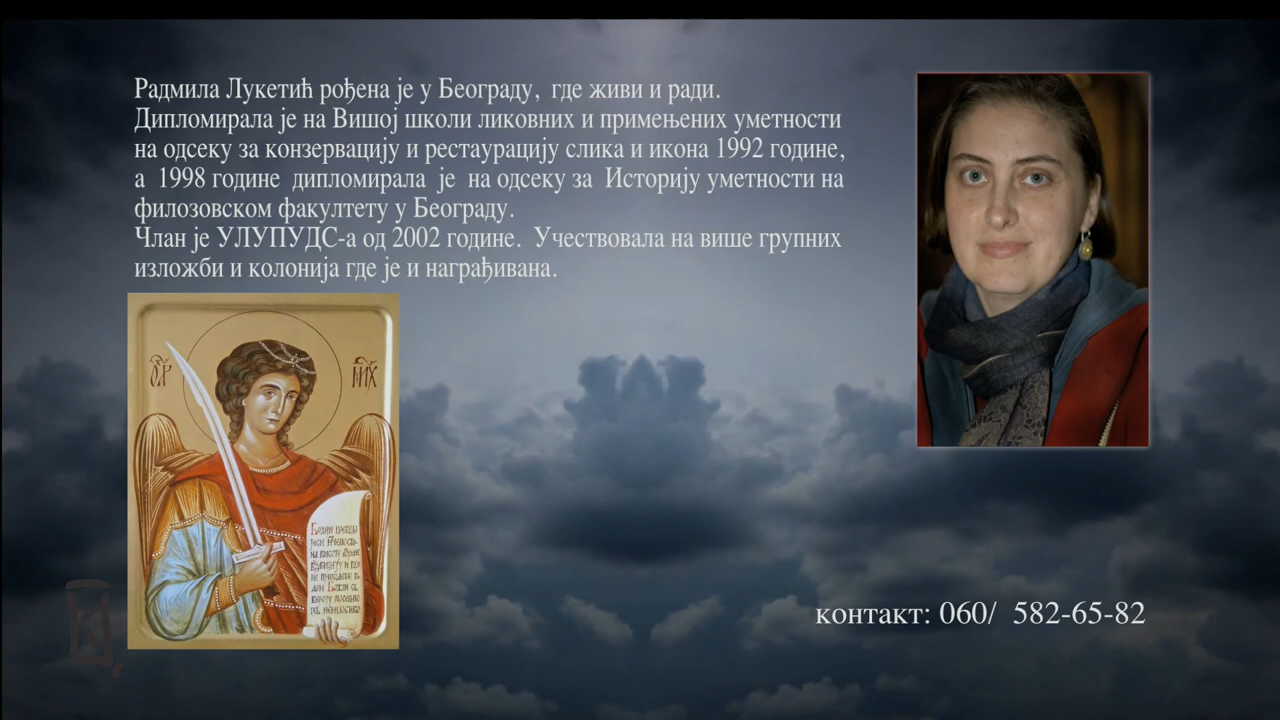 Радмила Лукетић рођена је у Београду, где живи и ради.
Дипломирала је на Вишој школи ликовних и примењених уметности
на одсеку за конзервацију и рестаурацију слика и икона 1992 године,
а 1998 године дипломирала је на одсеку за Историју уметности на
филозовском факултету у Београду.
Члан је УЛУПУДС-а од 2002 године. Учествовала на више групних
изложби и колонија где је и награђивана.
контакт: 060/ 582-65-82